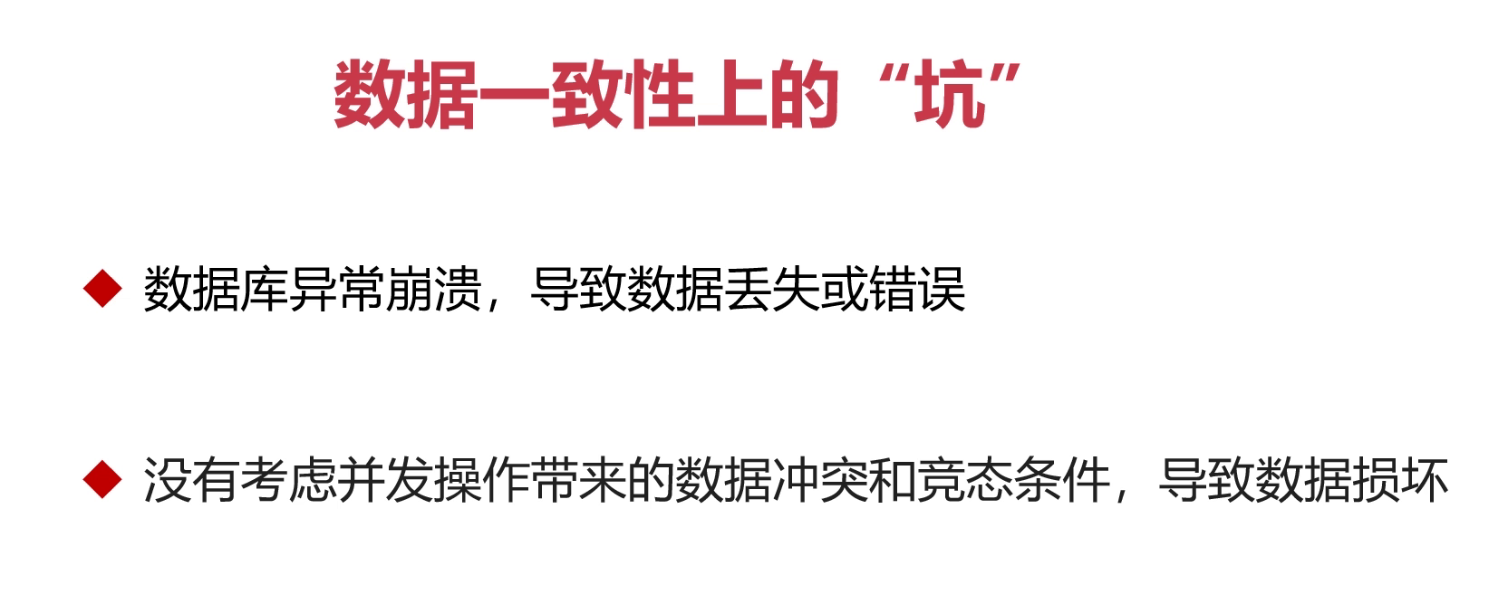 数据一致性上的“坑”
数据库异常崩溃，导致数据丢失或错误
没有考虑并发操作带来的数据冲突和竞态条件，导致数据损坏